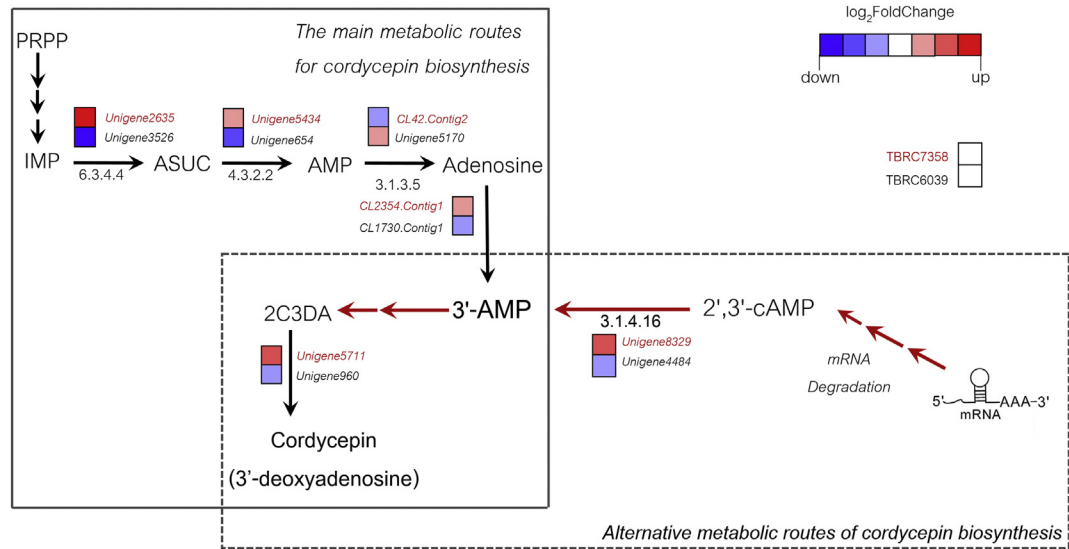 log2FoldChange
down
up
TBRC7358
TBRC6039
The main metabolic routes
for cordycepin biosynthesis
PRPP
Unigene2635
Unigene3526
Unigene5434
Unigene654
CL42.Contig2
Unigene5170
IMP
6.3.4.4
ASUC
4.3.2.2
AMP
3.1.3.5
Adenosine
CL2354.Contig1
CL1730.Contig1
2C3DA
3'-AMP
3.1.4.16
2',3'-cAMP
Unigene8329
Unigene4484
mRNA
Degradation
5'
AAA-3'
mRNA
Unigene5711
Unigene960
Cordycepin
(3'-deoxyadenosine)
Alternative metabolic routes of cordycepin biosynthesis